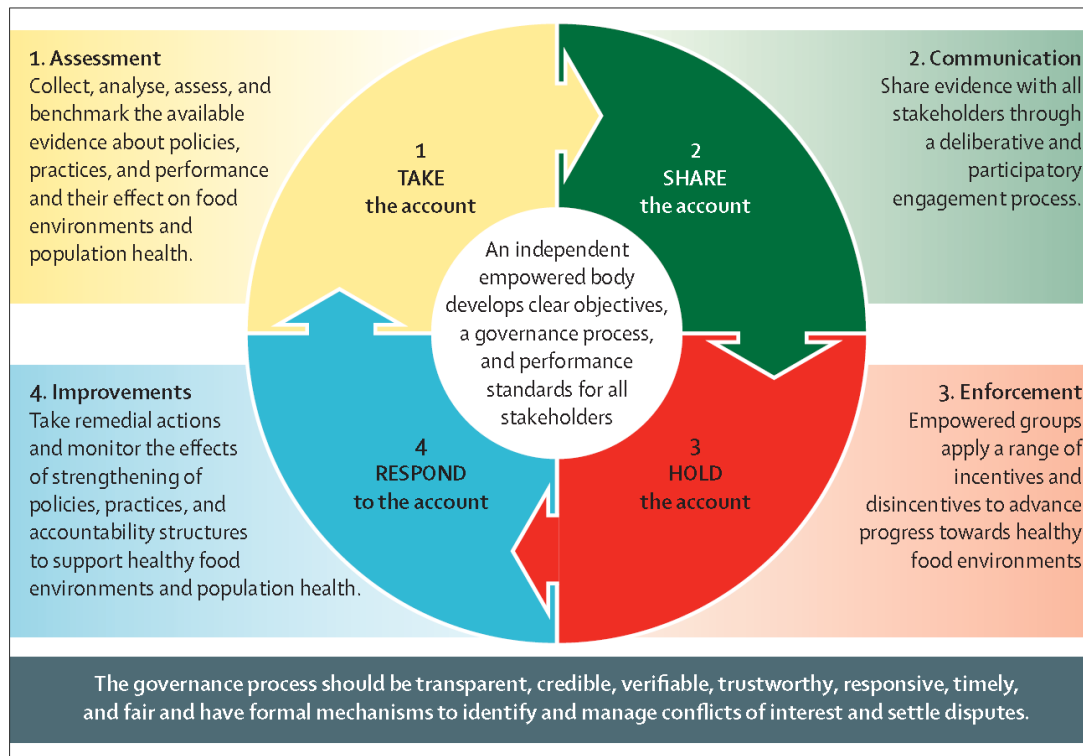 1. Assessment
Collect, analyse, assess, and
benchmark the available
evidence about policies,
practices, and performance
and their effect on food
environments and
population health.
1
TAKE
the account
2
SHARE
the account
2. Communication
Share evidence with all
stakeholders through
a deliberative and
participatory
engagement process.
An independent
empowered body
develops clear objectives,
a governance process,
and performance
standards for all
stakeholders
4. Improvements
Take remedial actions
and monitor the effects
of strengthening of
policies, practices, and
accountability structures
to support healthy food
environments and population health.
4
RESPOND
to the account
3
HOLD
the account
3. Enforcement
Empowered groups
apply a range of
incentives and
disincentives to advance
progress towards healthy
food environments
The governance process should be transparent, credible, verifiable, trustworthy, responsive, timely,
and fair and have formal mechanisms to identify and manage conflicts of interest and settle disputes.